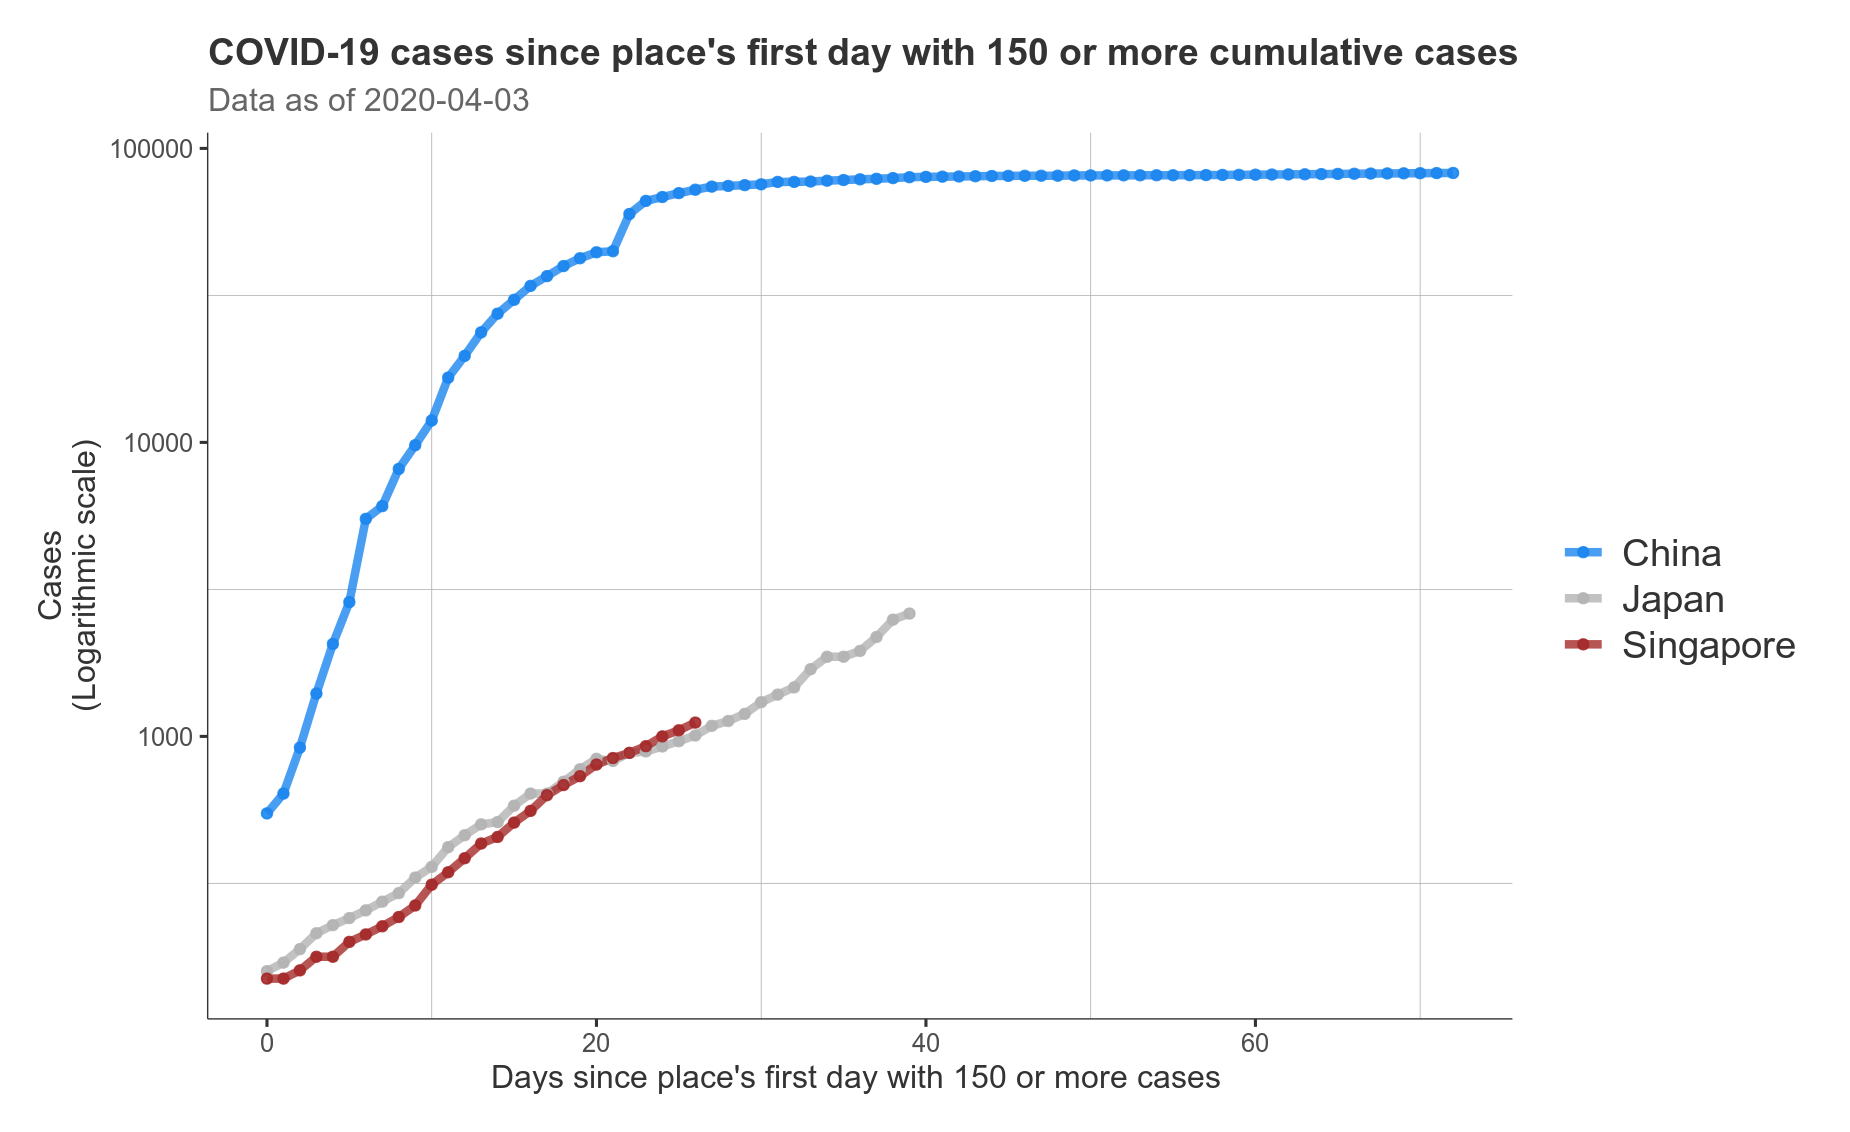 COVID-19 cases since place's first day with 150 or more cumulative cases
Data as of 2020-04-03
100000
10000
1000
Cases
(Logarithmic scale)
0
20
40
60
Days since place's first day with 150 or more cases
China
Japan
Singapore